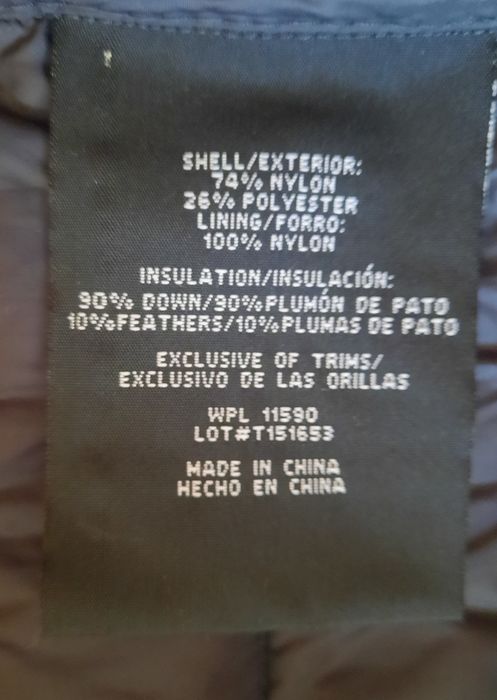 SHELL/EXTERIOR:
74% NYLON
26% POLYESTER
LINING/FORRO:
100% NYLON
INSULATION/INSULACIÓN:
90% DOWN/90%PLUMÓN DE PATO
10%FEATHERS/10%PLUMAS DE PATO
EXCLUSIVE OF TRIMS/
EXCLUSIVO DE LAS ORILLAS
WPL 11590
LOT#T151653
MADE IN CHINA
HECHO EN CHINA